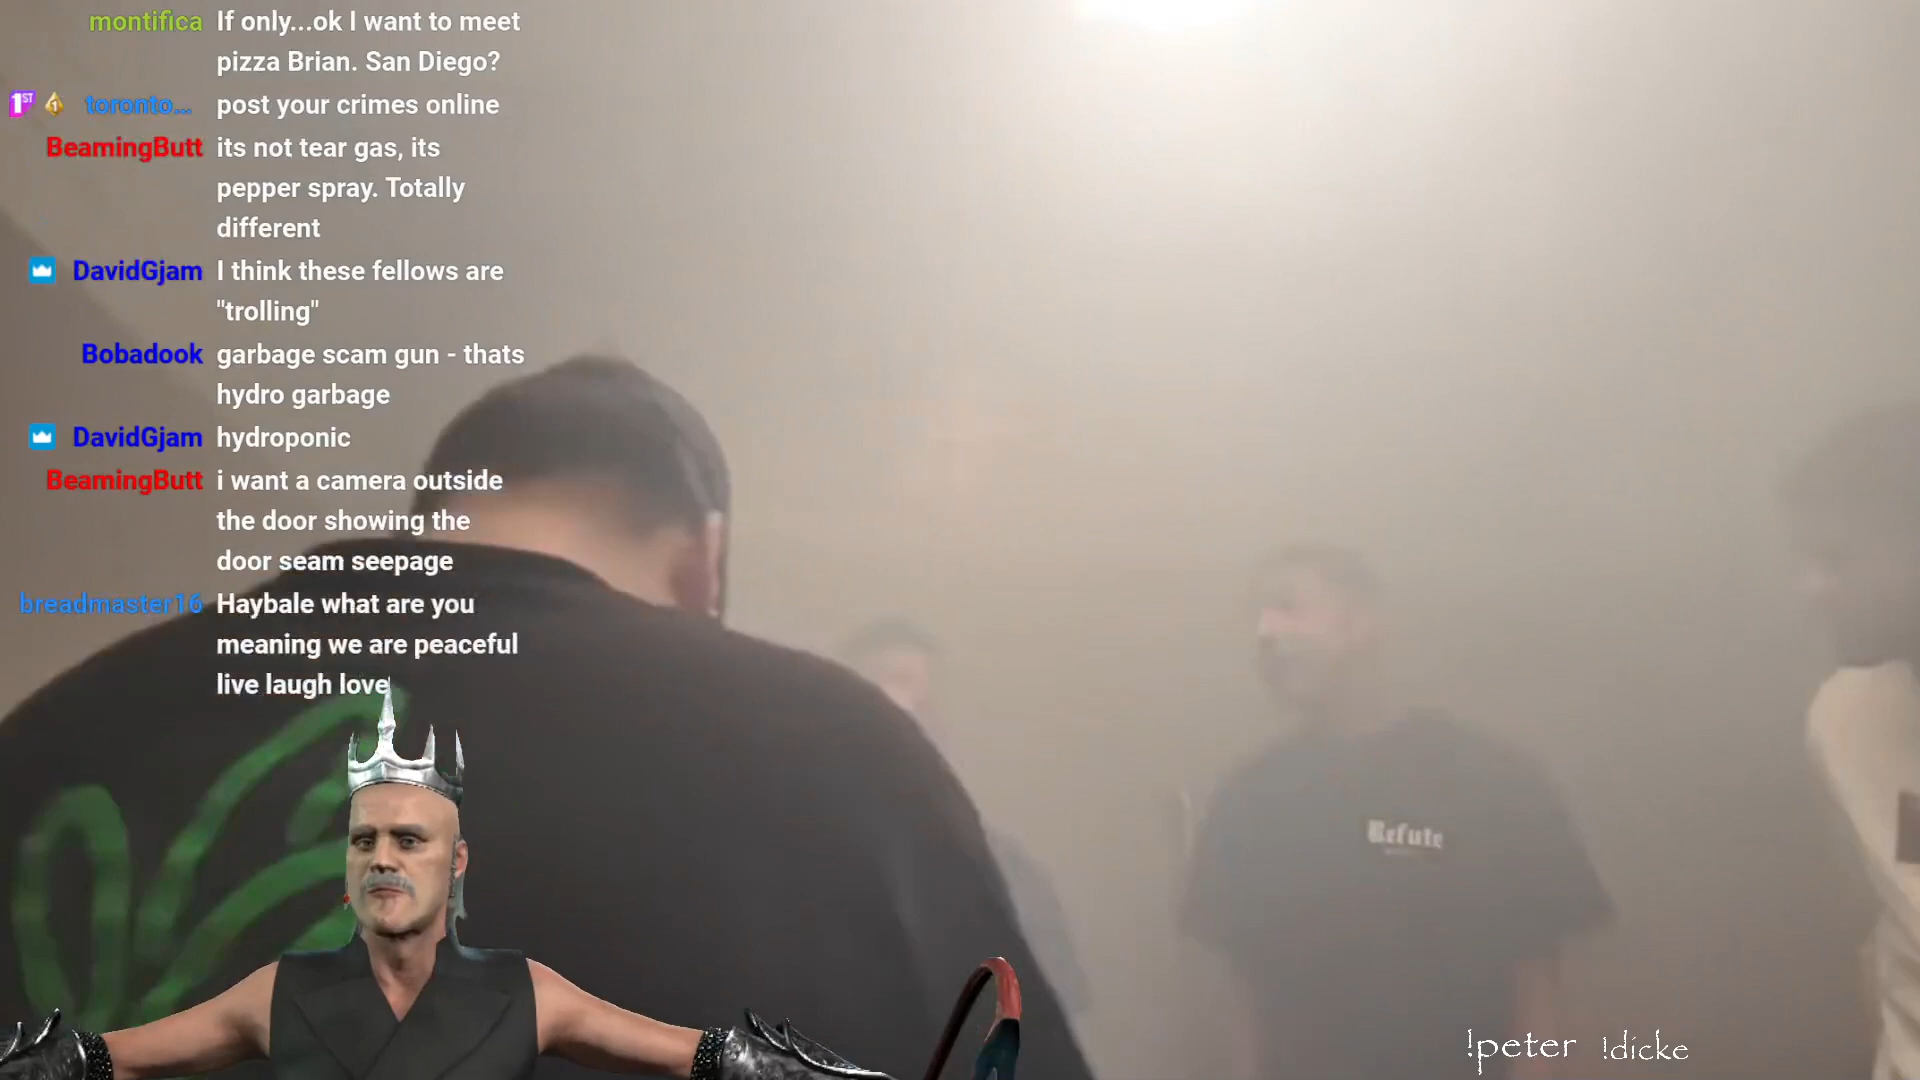 montifica If only...ok I want to meet
pizza Brian. San Diego?
1ST 1 toronto... post your crimes online
BeamingButt its not tear gas, its
pepper spray. Totally
different
DavidGjam I think these fellows are
"trolling"
Bobadook garbage scam gun - thats
hydro garbage
DavidGjam hydroponic
BeamingButt i want a camera outside
the door showing the
door seam seepage
breadmaster16 Haybale what are you
meaning we are peaceful
live laugh love
Refute
!peter !dicke